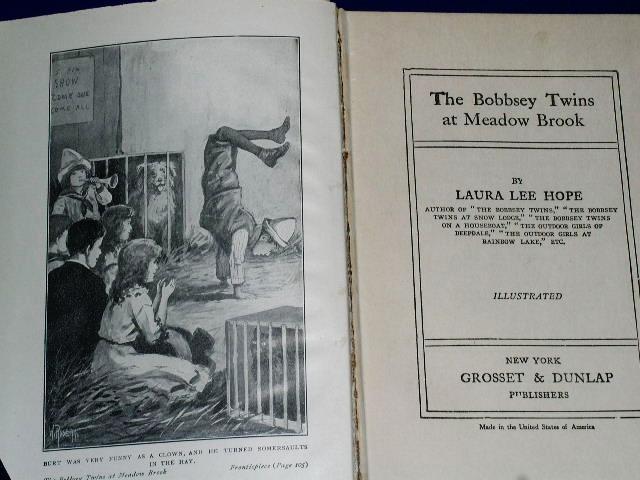 5 PIN
SHOW
COME ONE
COME ALL
BERT WAS VERY FUNNY AS A CLOWN, AND HE TURNED SOMERSAULTS
IN THE HAY.
The Bobbsey Twins at Meadow Brook Frontispiece (Page 105)
The Bobbsey Twins
at Meadow Brook
BY
LAURA LEE HOPE
AUTHOR OF "THE BOBBSEY TWINS," "THE BOBBSEY
TWINS AT SNOW LODGE," "THE BOBBSEY TWINS
ON A HOUSEBOAT," "THE OUTDOOR GIRLS OF
DEEPDALE," "THE OUTDOOR GIRLS AT
RAINBOW LAKE," ETC.
ILLUSTRATED
NEW YORK
GROSSET & DUNLAP
PUBLISHERS
Made in the United States of America